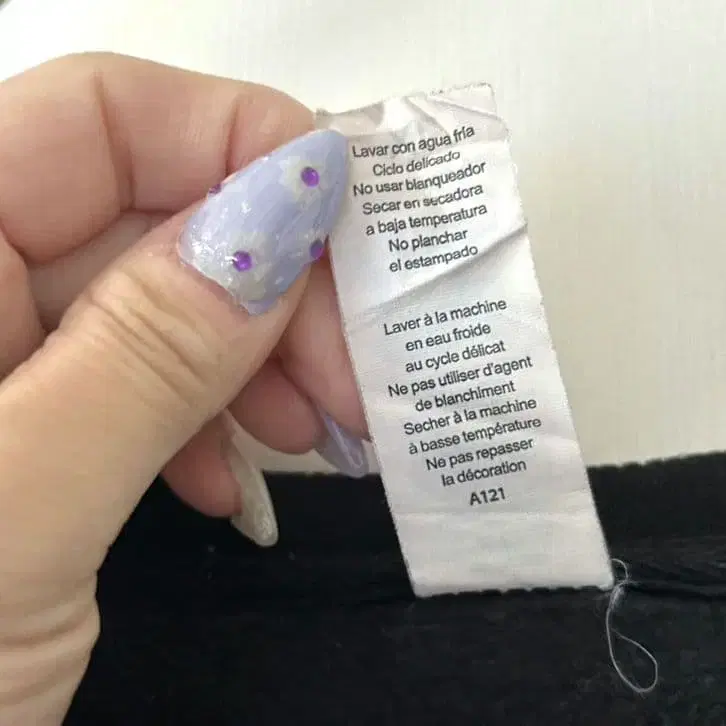 Lavar con agua fría
Ciclo delicado
No usar blanqueador
Secar en secadora
a baja temperatura
No planchar
el estampado
Laver à la machine
en eau froide
au cycle délicat
Ne pas utiliser d'agent
de blanchiment
Secher à la machine
à basse température
Ne pas repasser
la décoration
A121